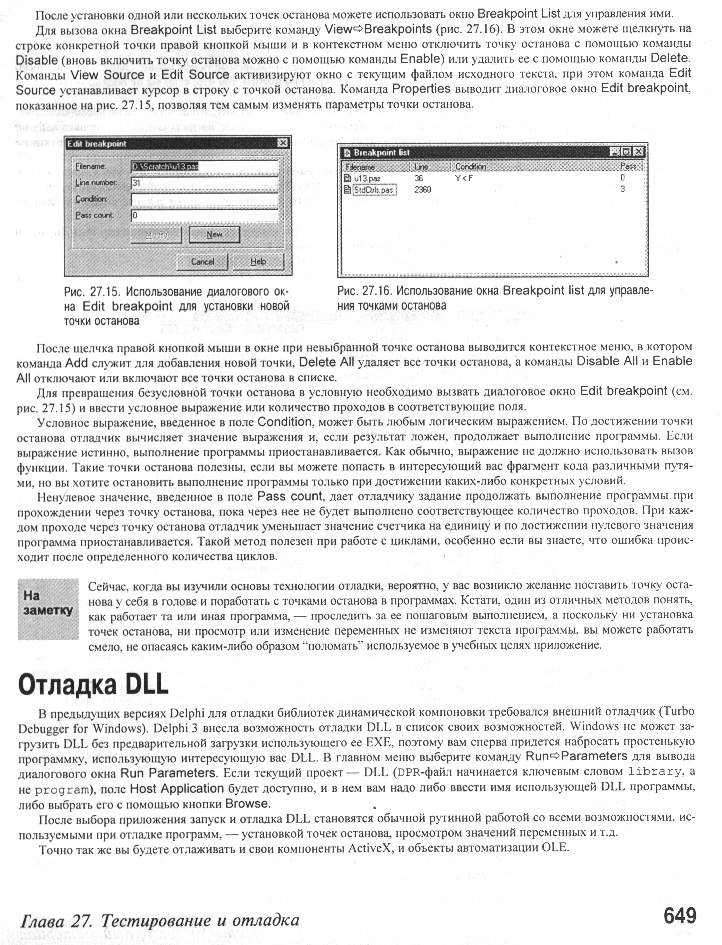 После установки одной или нескольких точек останова можете использовать окно Breakpoint List для управления ими.
Для вызова окна Breakpoint List выберите команду View⇨Breakpoints (рис. 27.16). В этом окне можете щелкнуть на
строке конкретной точки правой кнопкой мыши и в контекстном меню отключить точку останова с помощью команды
Disable (вновь включить точку останова можно с помощью команды Enable) или удалить ее с помощью команды Delete.
Команды View Source и Edit Source активизируют окно с текущим файлом исходного текста, при этом команда Edit
Source устанавливает курсор в строку с точкой останова. Команда Properties выводит диалоговое окно Edit breakpoint,
показанное на рис. 27.15, позволяя тем самым изменять параметры точки останова.
Edit breakpoint
Filename: D:\Scratch\u13.pas
Line number: 31
Condition:
Pass count: 0
New
Cancel Help
Рис. 27.15. Использование диалогового ок-
на Edit breakpoint для установки новой
точки останова
Breakpoint list
Filename Line Condition Pass
u13.pas 36 Y < F 0
StdCtrls.pas 2360 3
Рис. 27.16. Использование окна Breakpoint list для управле-
ния точками останова
После щелчка правой кнопкой мыши в окне при невыбранной точке останова выводится контекстное меню, в котором
команда Add служит для добавления новой точки, Delete All удаляет все точки останова, а команды Disable All и Enable
All отключают или включают все точки останова в списке.
Для превращения безусловной точки останова в условную необходимо вызвать диалоговое окно Edit breakpoint (см.
рис. 27.15) и ввести условное выражение или количество проходов в соответствующие поля.
Условное выражение, введенное в поле Condition, может быть любым логическим выражением. По достижении точки
останова отладчик вычисляет значение выражения и, если результат ложен, продолжает выполнение программы. Если
выражение истинно, выполнение программы приостанавливается. Как обычно, выражение не должно использовать вызов
функции. Такие точки останова полезны, если вы можете попасть в интересующий вас фрагмент кода различными путя-
ми, но вы хотите остановить выполнение программы только при достижении каких-либо конкретных условий.
Ненулевое значение, введенное в поле Pass count, дает отладчику задание продолжать выполнение программы при
прохождении через точку останова, пока через нее не будет выполнено соответствующее количество проходов. При каж-
дом проходе через точку останова отладчик уменьшает значение счетчика на единицу и по достижении нулевого значения
программа приостанавливается. Такой метод полезен при работе с циклами, особенно если вы знаете, что ошибка проис-
ходит после определенного количества циклов.
На
заметку
Сейчас, когда вы изучили основы технологии отладки, вероятно, у вас возникло желание поставить точку оста-
нова у себя в голове и поработать с точками останова в программах. Кстати, один из отличных методов понять,
как работает та или иная программа, — проследить за ее пошаговым выполнением, а поскольку ни установка
точек останова, ни просмотр или изменение переменных не изменяют текста программы, вы можете работать
смело, не опасаясь каким-либо образом “поломать” используемое в учебных целях приложение.
Отладка DLL
В предыдущих версиях Delphi для отладки библиотек динамической компоновки требовался внешний отладчик (Turbo
Debugger for Windows). Delphi 3 внесла возможность отладки DLL в список своих возможностей. Windows не может за-
грузить DLL без предварительной загрузки использующего ее EXE, поэтому вам сперва придется набросать простенькую
программку, использующую интересующую вас DLL. В главном меню выберите команду Run⇨Parameters для вывода
диалогового окна Run Parameters. Если текущий проект — DLL (DPR-файл начинается ключевым словом library, а
не program), поле Host Application будет доступно, и в нем вам надо либо ввести имя использующей DLL программы,
либо выбрать его с помощью кнопки Browse.
После выбора приложения запуск и отладка DLL становятся обычной рутинной работой со всеми возможностями, ис-
пользуемыми при отладке программ, — установкой точек останова, просмотром значений переменных и т.д.
Точно так же вы будете отлаживать и свои компоненты ActiveX, и объекты автоматизации OLE.
Глава 27. Тестирование и отладка 649